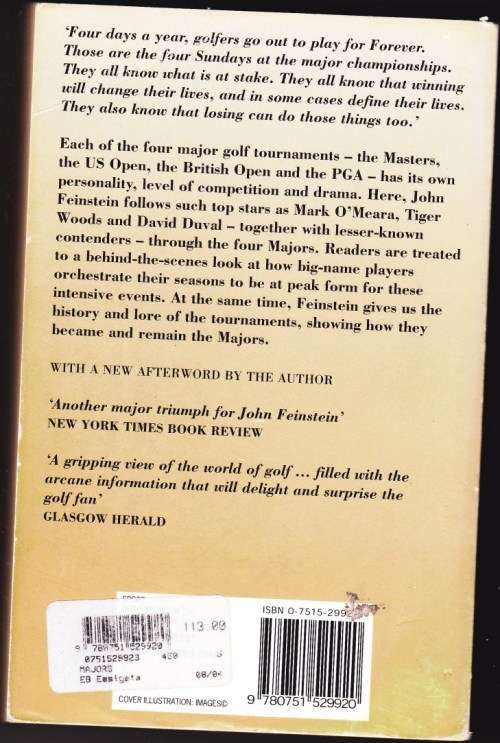 'Four days a year, golfers go out to play for Forever.
Those are the four Sundays at the major championships.
They all know what is at stake. They all know that winning
will change their lives, and in some cases define their lives.
They also know that losing can do those things too.'
Each of the four major golf tournaments – the Masters,
the US Open, the British Open and the PGA – has its own
personality, level of competition and drama. Here, John
Feinstein follows such top stars as Mark O'Meara, Tiger
Woods and David Duval – together with lesser-known
contenders – through the four Majors. Readers are treated
to a behind-the-scenes look at how big-name players
orchestrate their seasons to be at peak form for these
intensive events. At the same time, Feinstein gives us the
history and lore of the tournaments, showing how they
became and remain the Majors.
WITH A NEW AFTERWORD BY THE AUTHOR
'Another major triumph for John Feinstein'
NEW YORK TIMES BOOK REVIEW
'A gripping view of the world of golf ... filled with the
arcane information that will delight and surprise the
golf fan'
GLASGOW HERALD
113.00
9 780751 529920
0751529923 450 S
MAJORS 08/04
EB Eesigeta
ISBN 0-7515-299
9 780751 529920
COVER ILLUSTRATION: IMAGESID